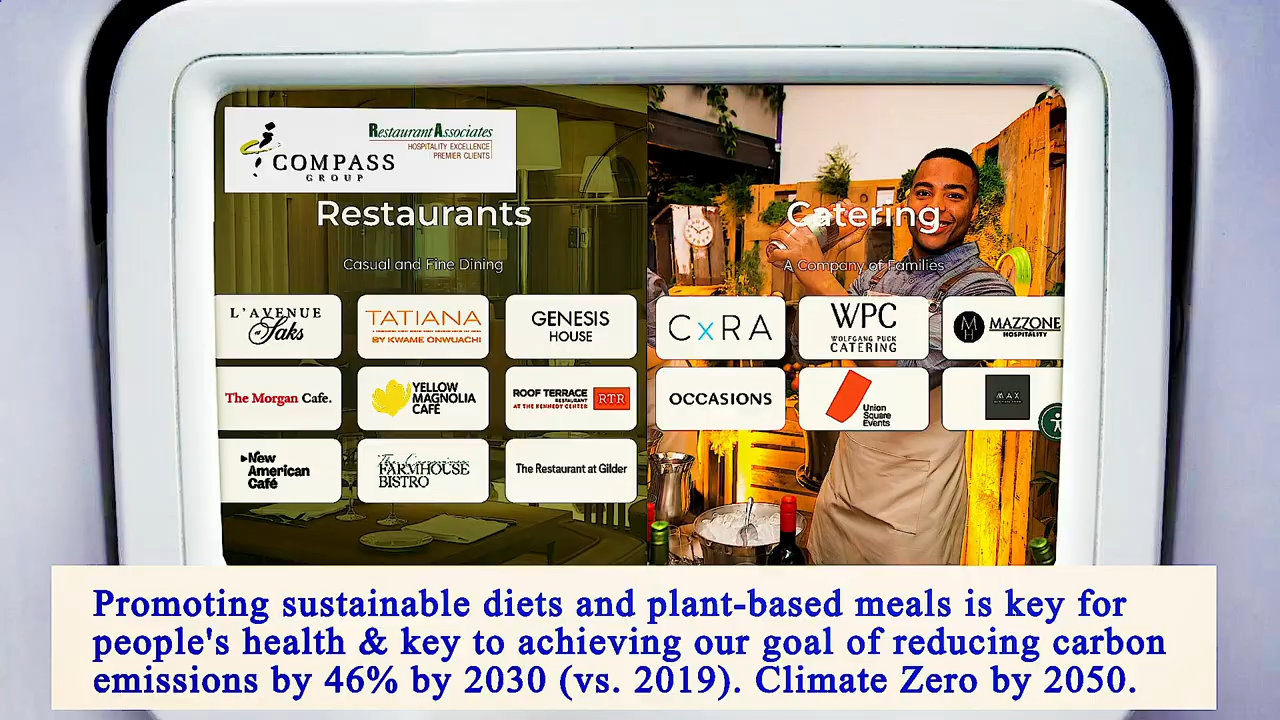 COMPASS
GROUP
RESTAURANT ASSOCIATES
HOSPITALITY EXCELLENCE
PREMIER CLIENTS
Restaurants
Casual and Fine Dining
L'AVENUE
Saks
TATIANA
BY KWAME ONWUACHI
GENESIS
HOUSE
The Morgan Cafe.
YELLOW
MAGNOLIA
CAFÉ
ROOF TERRACE
RESTAURANT
AT THE KENNEDY CENTER
RTR
New
American
Café
FARMHOUSE
BISTRO
The Restaurant at Gilder
Catering
A Company of Families
CxRA
WPC
WOLFGANG PUCK
CATERING
MH
MAZZONE
HOSPITALITY
OCCASIONS
Union
Square
Events
MAX
Promoting sustainable diets and plant-based meals is key for
people's health & key to achieving our goal of reducing carbon
emissions by 46% by 2030 (vs. 2019). Climate Zero by 2050.